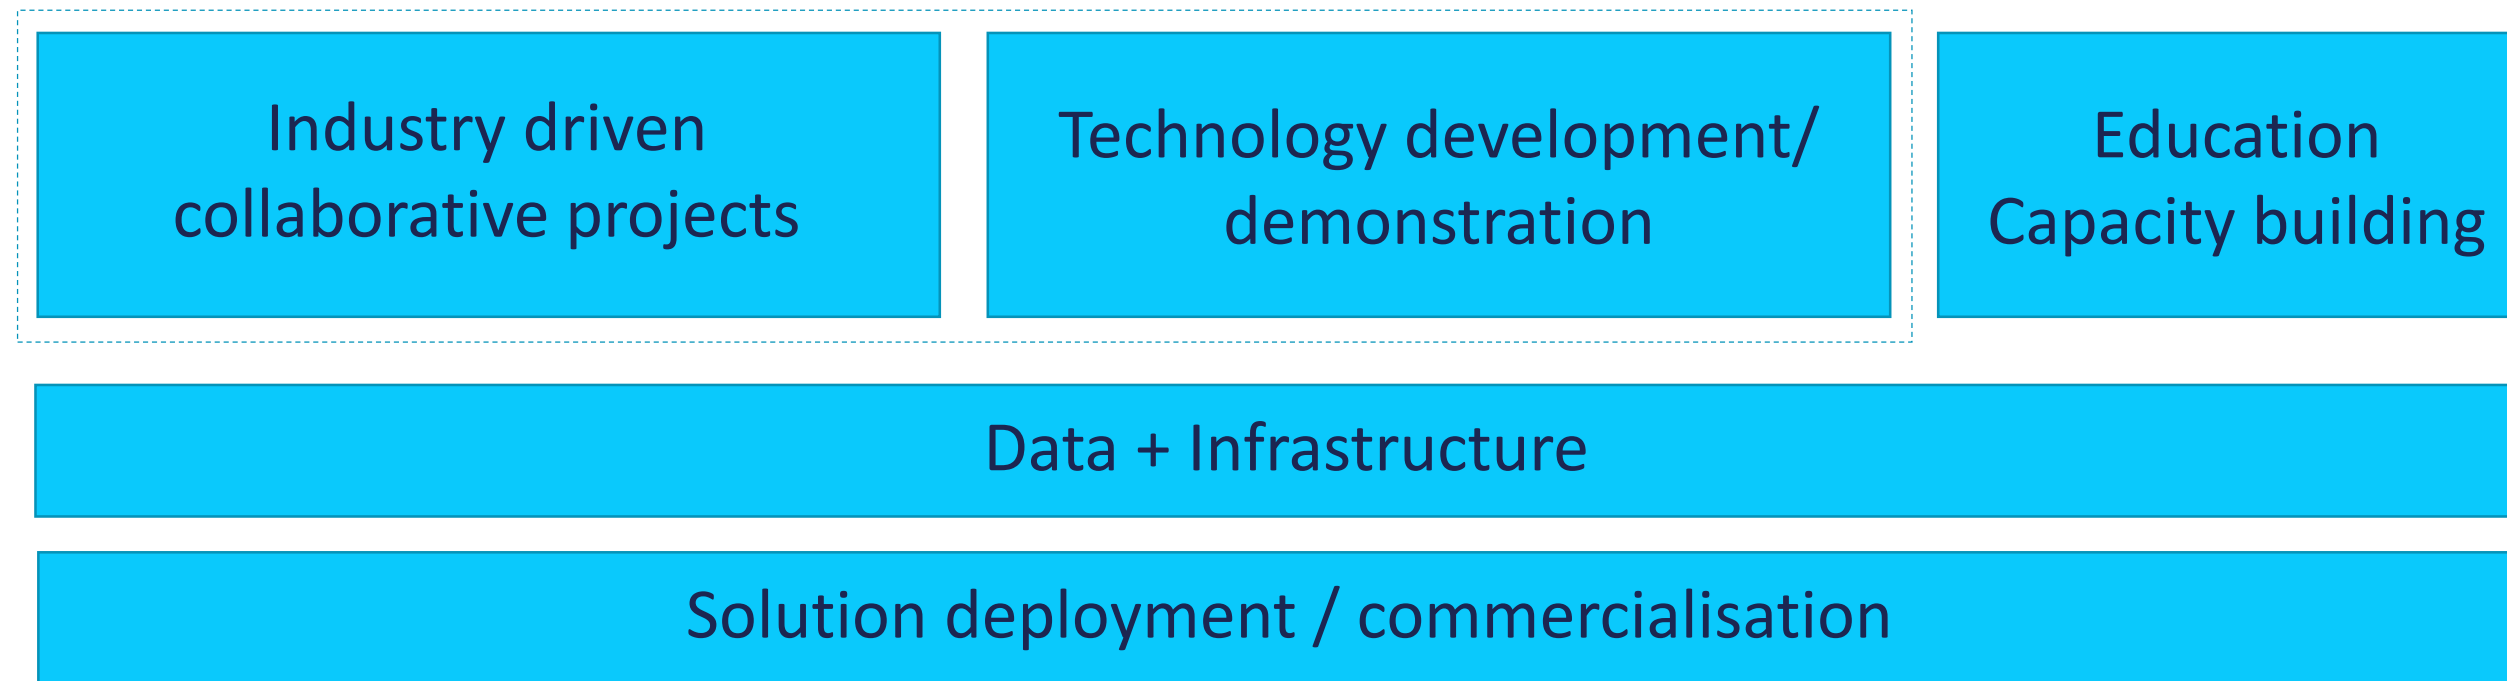 Industry driven
collaborative projects
Technology development/
demonstration
Education
Capacity building
Data + Infrastructure
Solution deployment / commercialisation